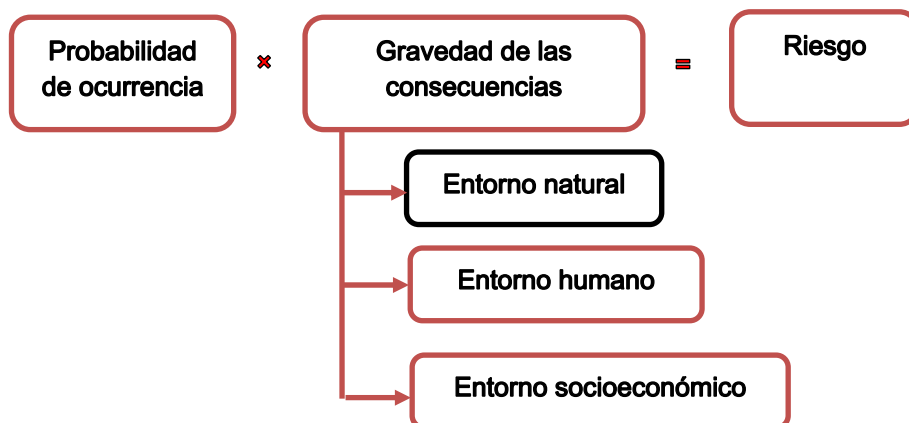 Probabilidad
de ocurrencia
×
Gravedad de las
consecuencias
=
Riesgo
Entorno natural
Entorno humano
Entorno socioeconómico